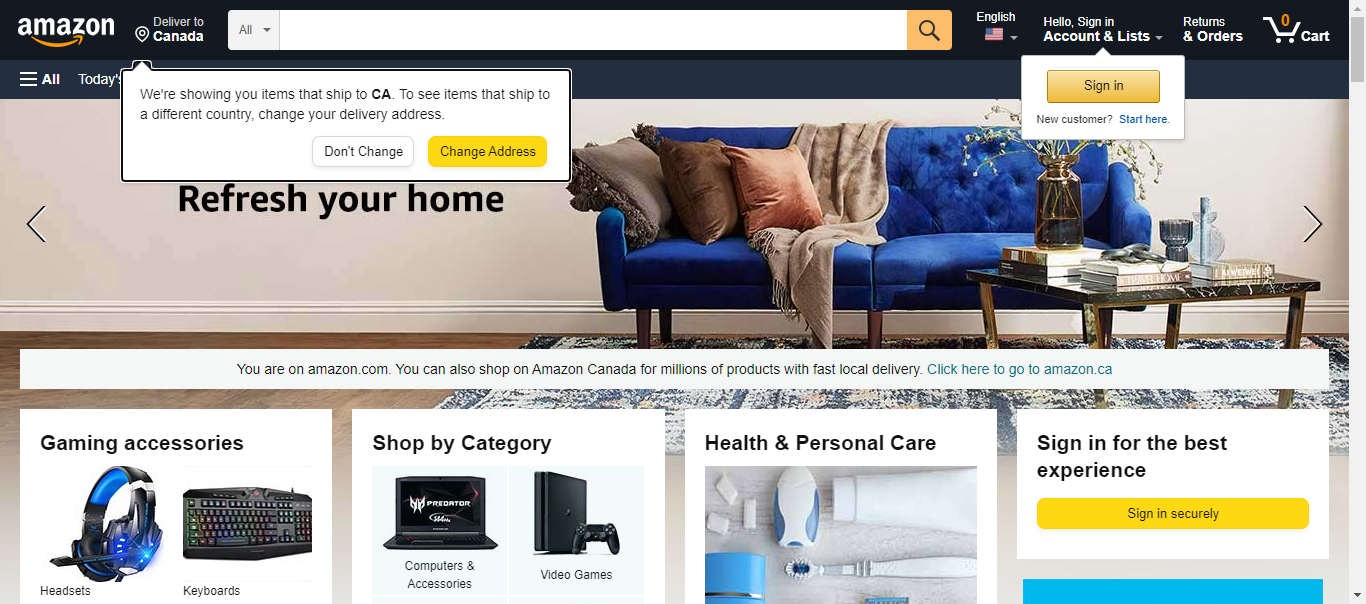 amazon
Deliver to
Canada
All
English
Hello, Sign in
Account & Lists
Returns
& Orders
0
Cart
All
Today's
We're showing you items that ship to CA. To see items that ship to
a different country, change your delivery address.
Don't Change
Change Address
Sign in
New customer? Start here.
Refresh your home
You are on amazon.com. You can also shop on Amazon Canada for millions of products with fast local delivery. Click here to go to amazon.ca
Gaming accessories
Headsets
Keyboards
Shop by Category
PREDATOR
Computers &
Accessories
Video Games
Health & Personal Care
Sign in for the best
experience
Sign in securely